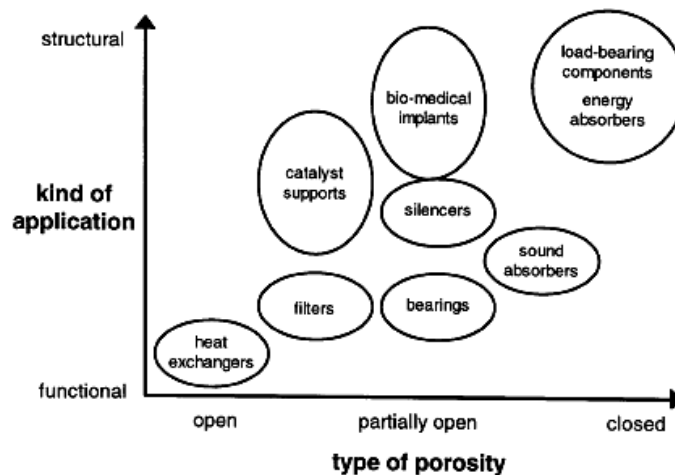 structural
load-bearing
components
energy
absorbers
bio-medical
implants
catalyst
supports
kind of
application
silencers
sound
absorbers
filters
bearings
heat
exchangers
functional
open
partially open
closed
type of porosity